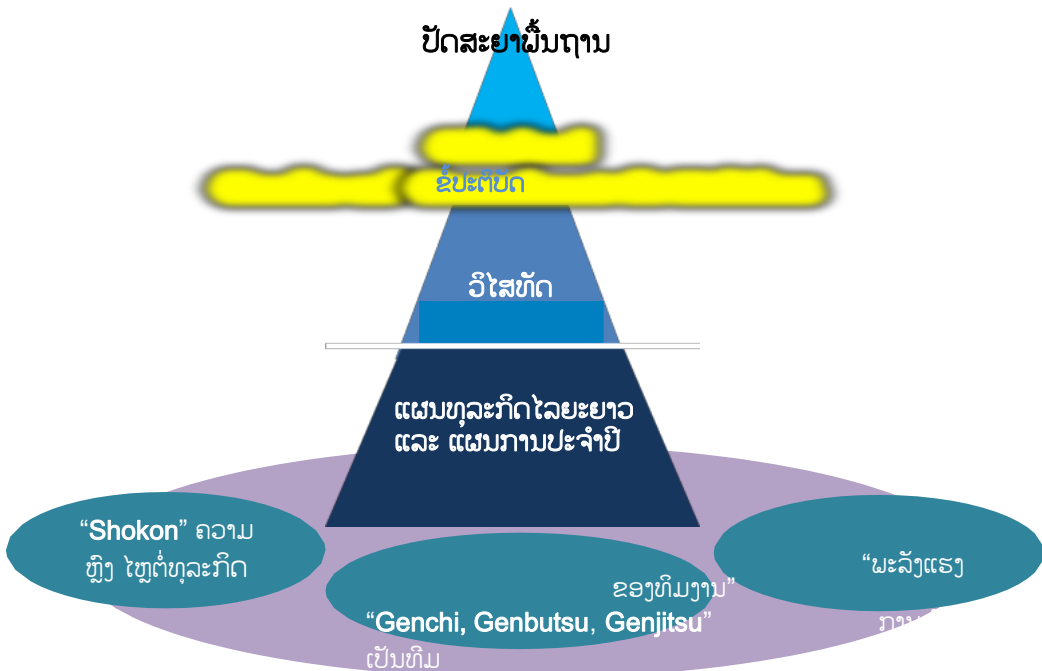 ປັດສະຍາພື້ນຖານ
ຂໍ້ປະຕິບັດ
ວິໄສທັດ
ແຜນທຸລະກິດໄລຍະຍາວ
ແລະ ແຜນການປະຈຳປີ
“Shokon” ຄວາມ
ຫຼົງ ໄຫຼຕໍ່ທຸລະກິດ
ຂອງທິມງານ”
“Genchi, Genbutsu, Genjitsu”
ເປັນທີມ
“ພະລັງແຮງ